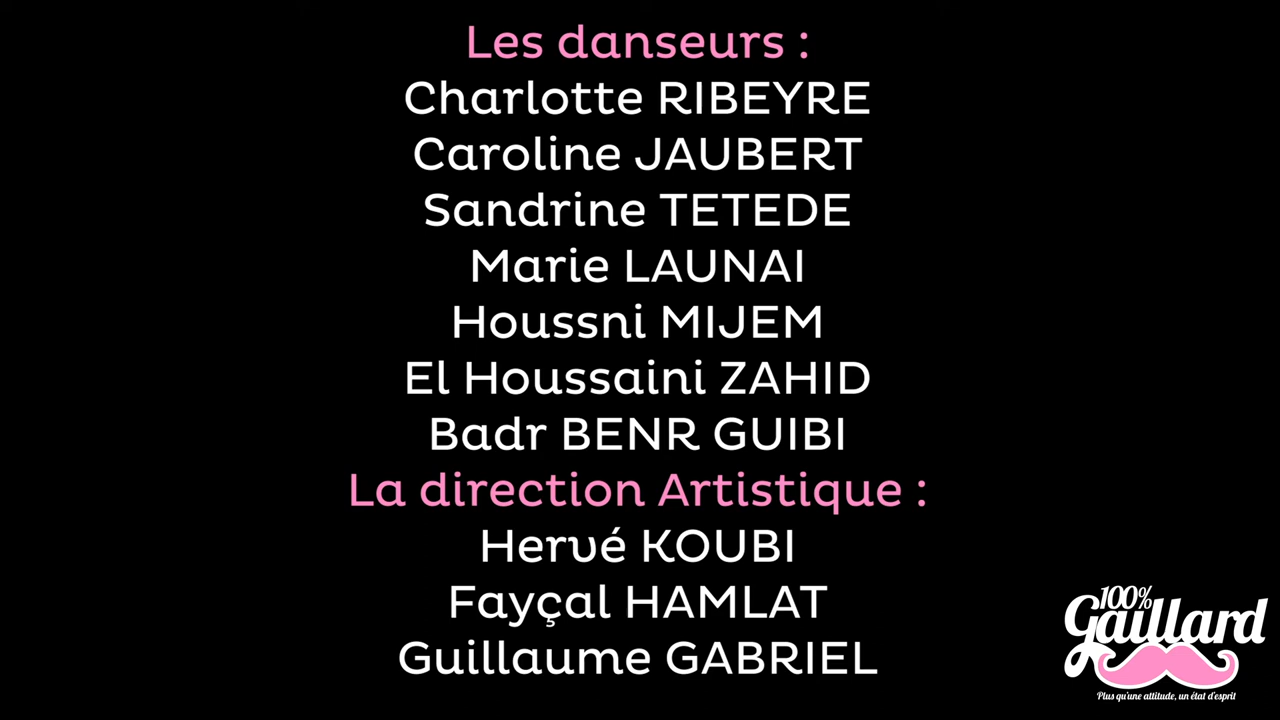 Les danseurs :
Charlotte RIBEYRE
Caroline JAUBERT
Sandrine TETEDE
Marie LAUNAI
Houssni MIJEM
El Houssaini ZAHID
Badr BENR GUIBI
La direction Artistique :
Hervé KOUBI
Fayçal HAMLAT
Guillaume GABRIEL
100%
Gaillard
Plus qu'une attitude, un état d'esprit